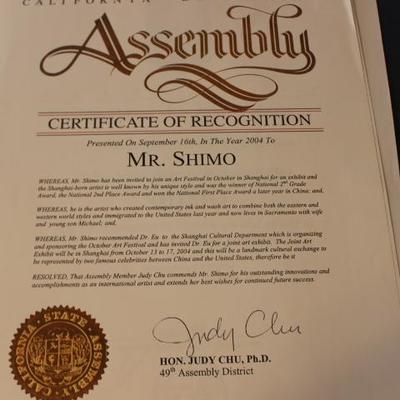 CALIFORNIA
Assembly
CERTIFICATE OF RECOGNITION
Presented On September 16th, In The Year 2004 To
MR. SHIMO
WHEREAS, Mr. Shimo has been invited to join an Art Festival in October in Shanghai for an exhibit and
the Shanghai-born artist is well known by his unique style and was the winner of National 2nd Grade
Award, the National 2nd Place Award and won the National First Place Award a later year in China; and,
WHEREAS, he is the artist who created contemporary ink and wash art to combine both the eastern and
western world styles and immigrated to the United States last year and now lives in Sacramento with wife
and young son Michael; and,
WHEREAS, Mr. Shimo recommended Dr. Eu to the Shanghai Cultural Department which is organizing
and sponsoring the October Art Festival and has invited Dr. Eu for a joint art exhibit. The Joint Art
Exhibit will be in Shanghai from October 13 to 17, 2004 and this will be a landmark cultural exchange to
be represented by two famous celebrities between China and the United States, therefore be it
RESOLVED, That Assembly Member Judy Chu commends Mr. Shimo for his outstanding innovations and
accomplishments as an international artist and extends her best wishes for continued future success.
Judy Chu
HON. JUDY CHU, Ph.D.
49th Assembly District
CALIFORNIA STATE ASSEMBLY